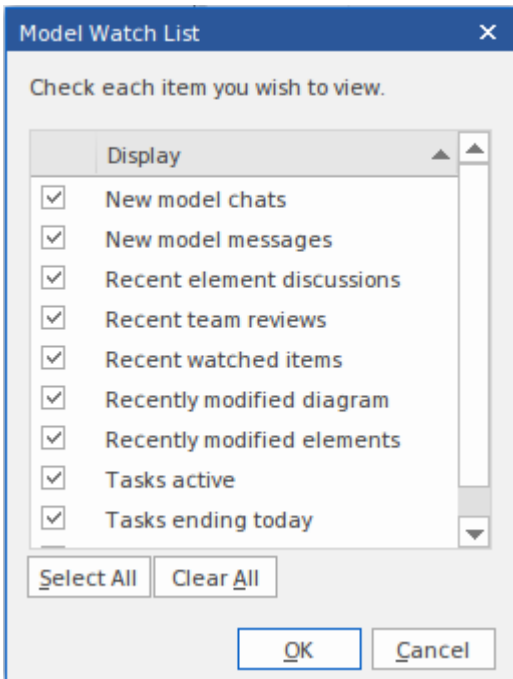 Model Watch List
Check each item you wish to view.
Display
New model chats
New model messages
Recent element discussions
Recent team reviews
Recent watched items
Recently modified diagram
Recently modified elements
Tasks active
Tasks ending today
Select All Clear All
OK Cancel